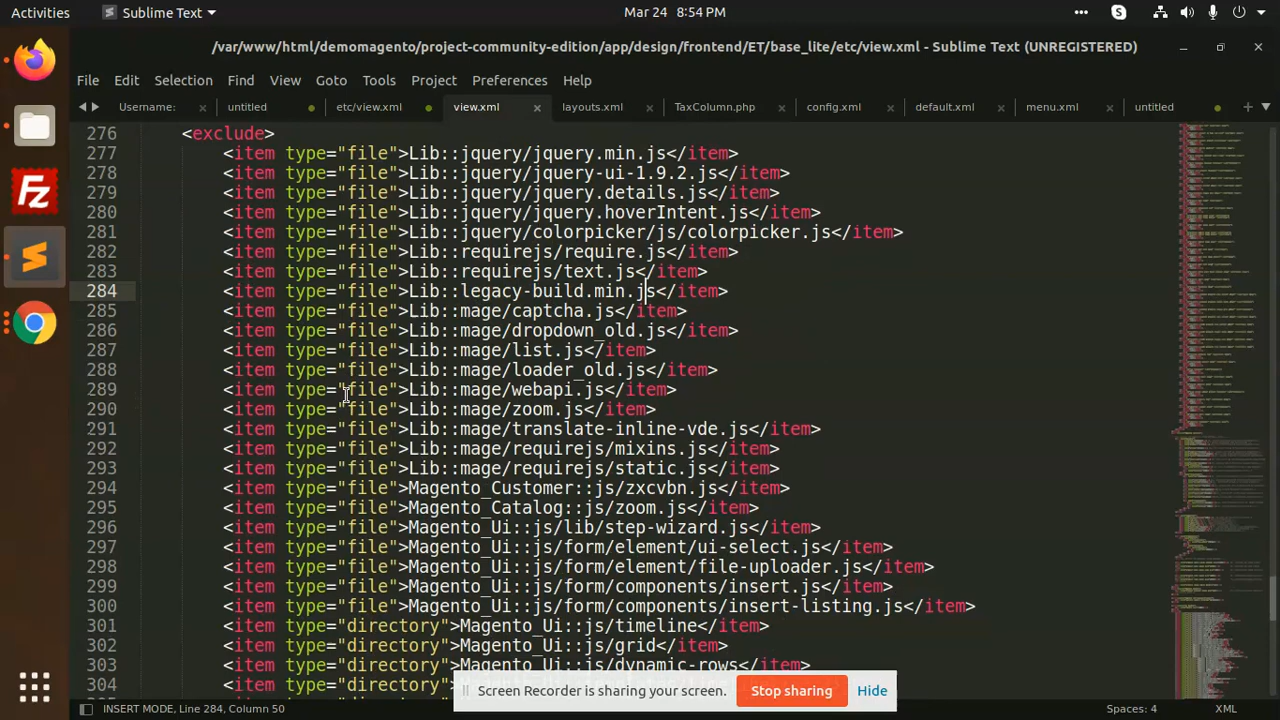 Activities
Sublime Text
Mar 24 8:54 PM
/var/www/html/demomagento/project-community-edition/app/design/frontend/ET/base_lite/etc/view.xml - Sublime Text (UNREGISTERED)
File Edit Selection Find View Goto Tools Project Preferences Help
Username: untitled etc/view.xml view.xml layouts.xml TaxColumn.php config.xml default.xml menu.xml untitled
276 <exclude>
277 <item type="file">Lib::jquery/jquery.min.js</item>
278 <item type="file">Lib::jquery/jquery-ui-1.9.2.js</item>
279 <item type="file">Lib::jquery/jquery.details.js</item>
280 <item type="file">Lib::jquery/jquery.hoverIntent.js</item>
281 <item type="file">Lib::jquery/colorpicker/js/colorpicker.js</item>
282 <item type="file">Lib::requirejs/require.js</item>
283 <item type="file">Lib::requirejs/text.js</item>
284 <item type="file">Lib::legacy-build.min.js</item>
285 <item type="file">Lib::mage/captcha.js</item>
286 <item type="file">Lib::mage/dropdown_old.js</item>
287 <item type="file">Lib::mage/list.js</item>
288 <item type="file">Lib::mage/loader_old.js</item>
289 <item type="file">Lib::mage/webapi.js</item>
290 <item type="file">Lib::mage/zoom.js</item>
291 <item type="file">Lib::mage/translate-inline-vde.js</item>
292 <item type="file">Lib::mage/requirejs/mixins.js</item>
293 <item type="file">Lib::mage/requirejs/static.js</item>
294 <item type="file">Magento_Customer::js/zxcvbn.js</item>
295 <item type="file">Magento_Catalog::js/zoom.js</item>
296 <item type="file">Magento_Ui::js/lib/step-wizard.js</item>
297 <item type="file">Magento_Ui::js/form/element/ui-select.js</item>
298 <item type="file">Magento_Ui::js/form/element/file-uploader.js</item>
299 <item type="file">Magento_Ui::js/form/components/insert.js</item>
300 <item type="file">Magento_Ui::js/form/components/insert-listing.js</item>
301 <item type="directory">Magento_Ui::js/timeline</item>
302 <item type="directory">Magento_Ui::js/grid</item>
303 <item type="directory">Magento_Ui::js/dynamic-rows</item>
304 <item type="directory">
Screen Recorder is sharing your screen.
Stop sharing
Hide
INSERT MODE, Line 284, Column 50
Spaces: 4
XML